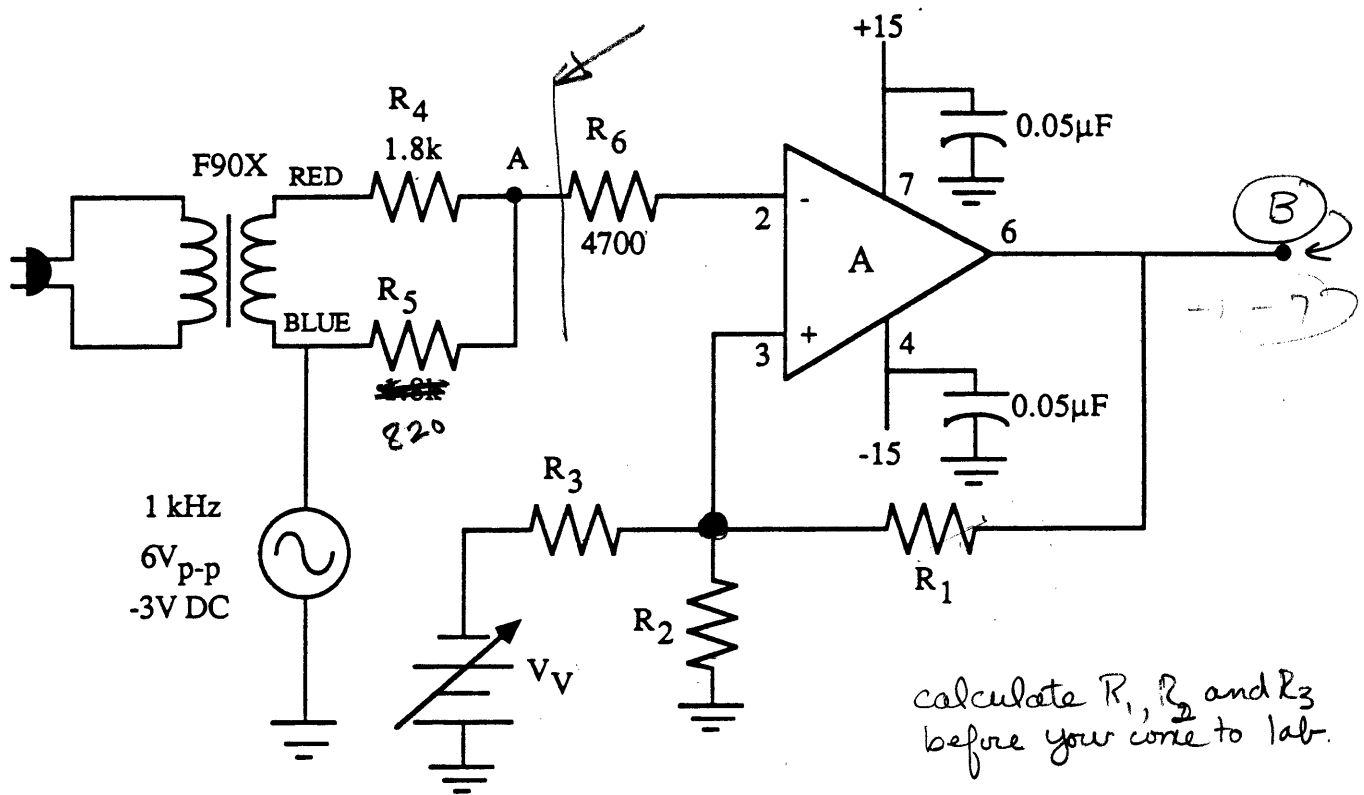 +15
R4
1.8k
A
R6
4700
F90X
RED
BLUE
R5
820
0.05µF
7
2
-
A
6
B
3
+
4
0.05µF
-15
R3
R1
R2
VV
1 kHz
6Vp-p
-3V DC
calculate R1, R2 and R3
before your come to lab.